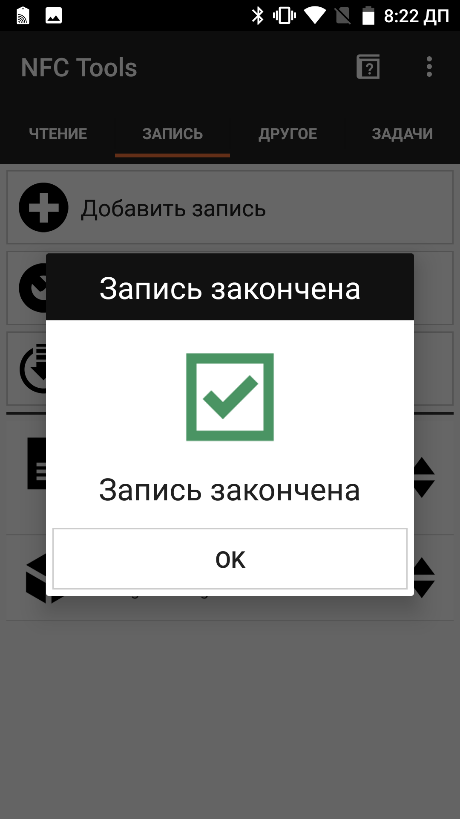 8:22 ДП
NFC Tools
ЧТЕНИЕ
ЗАПИСЬ
ДРУГОЕ
ЗАДАЧИ
Добавить запись
Запись закончена
Запись закончена
OK